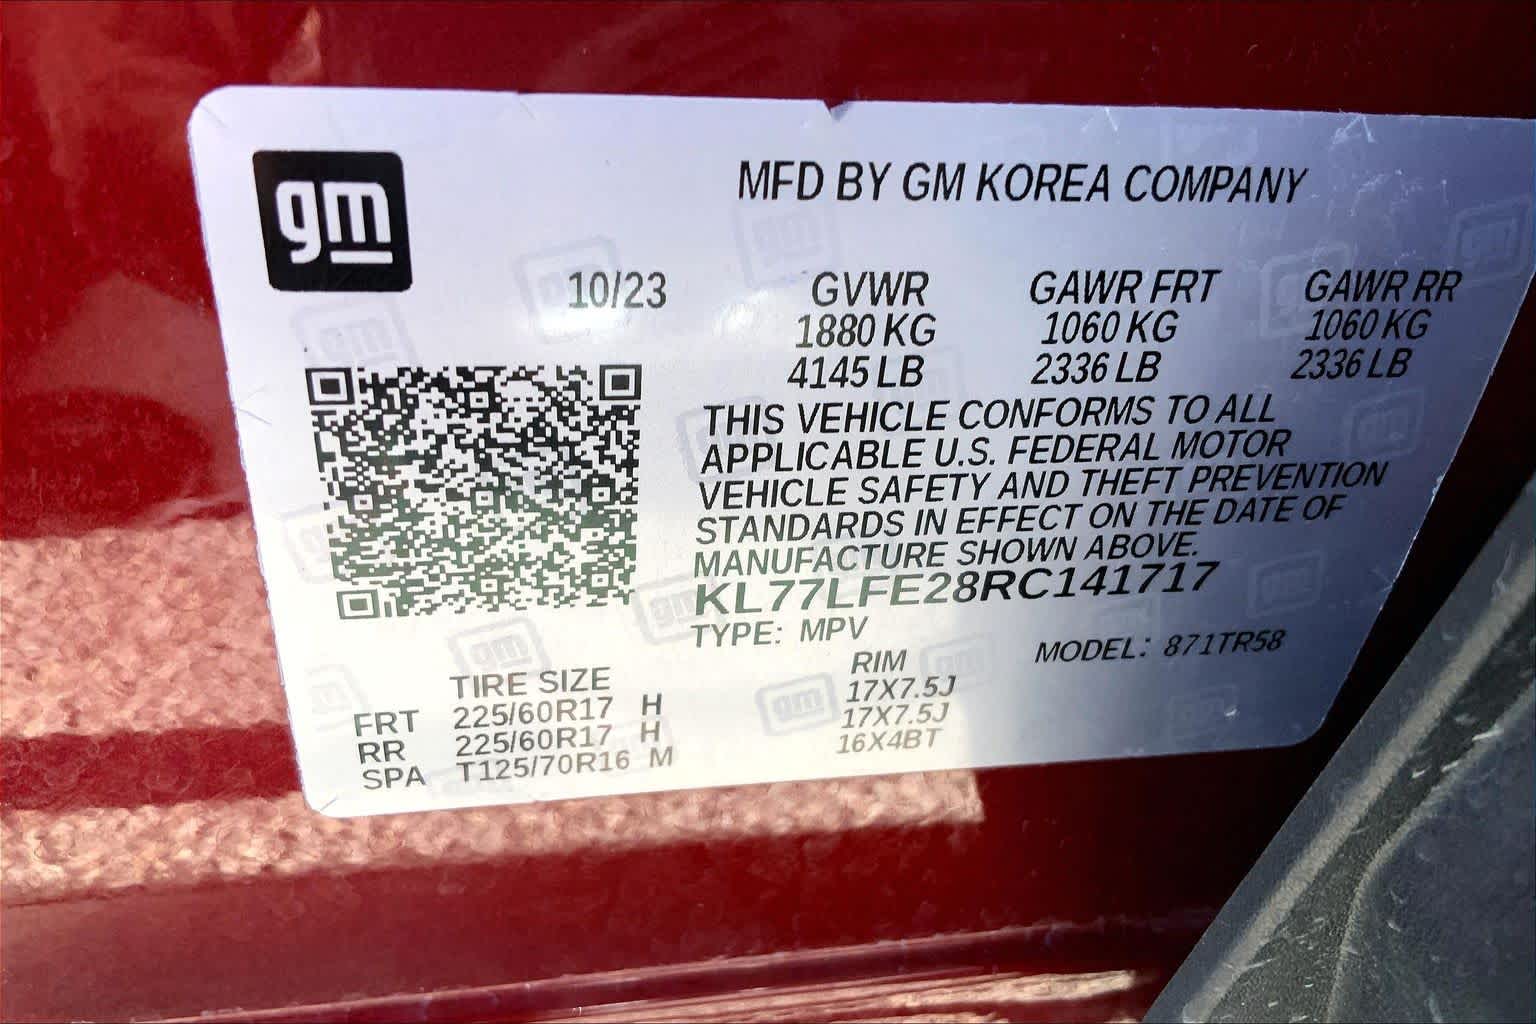 gm
MFD BY GM KOREA COMPANY
10/23 GVWR GAWR FRT GAWR RR
1880 KG 1060 KG 1060 KG
4145 LB 2336 LB 2336 LB
THIS VEHICLE CONFORMS TO ALL
APPLICABLE U.S. FEDERAL MOTOR
VEHICLE SAFETY AND THEFT PREVENTION
STANDARDS IN EFFECT ON THE DATE OF
MANUFACTURE SHOWN ABOVE.
KL77LFE28RC141717
TYPE: MPV MODEL: 871TR58
TIRE SIZE RIM
FRT 225/60R17 H 17X7.5J
RR 225/60R17 H 17X7.5J
SPA T125/70R16 M 16X4BT